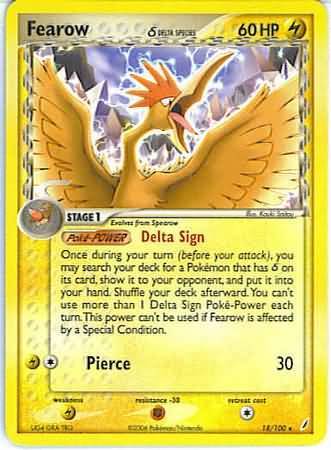 Fearow δ DELTA SPECIES 60 HP
Illus. Kouki Saitou
STAGE 1
Evolves from Spearow
Poké-POWER Delta Sign
Once during your turn (before your attack), you
may search your deck for a Pokémon that has δ on
its card, show it to your opponent, and put it into
your hand. Shuffle your deck afterward. You can't
use more than 1 Delta Sign Poké-Power each
turn. This power can't be used if Fearow is affected
by a Special Condition.
Pierce 30
weakness resistance -30 retreat cost
©2006 Pokémon/Nintendo 18/100 ★